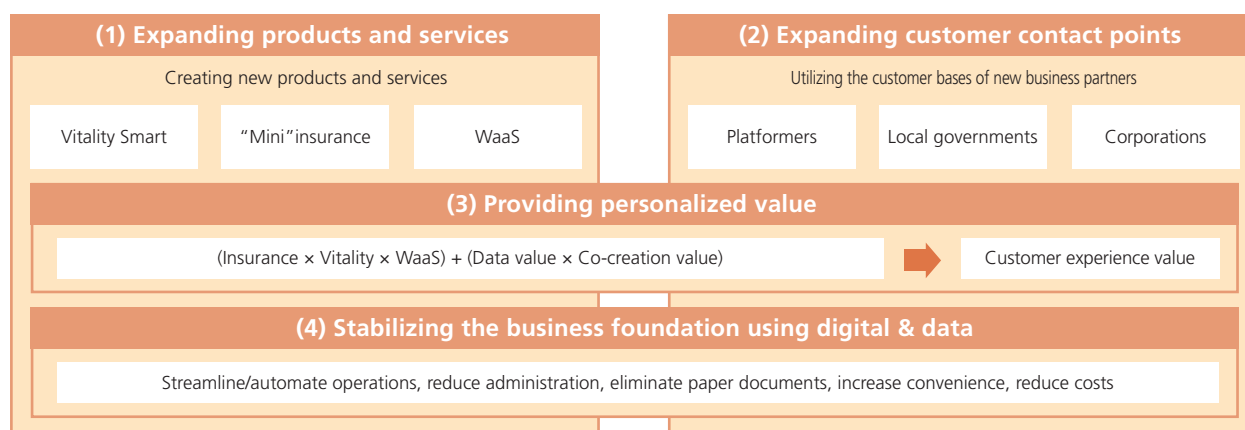 (1) Expanding products and services
Creating new products and services
Vitality Smart
“Mini”insurance
WaaS
(2) Expanding customer contact points
Utilizing the customer bases of new business partners
Platformers
Local governments
Corporations
(3) Providing personalized value
(Insurance × Vitality × WaaS) + (Data value × Co-creation value)
Customer experience value
(4) Stabilizing the business foundation using digital & data
Streamline/automate operations, reduce administration, eliminate paper documents, increase convenience, reduce costs